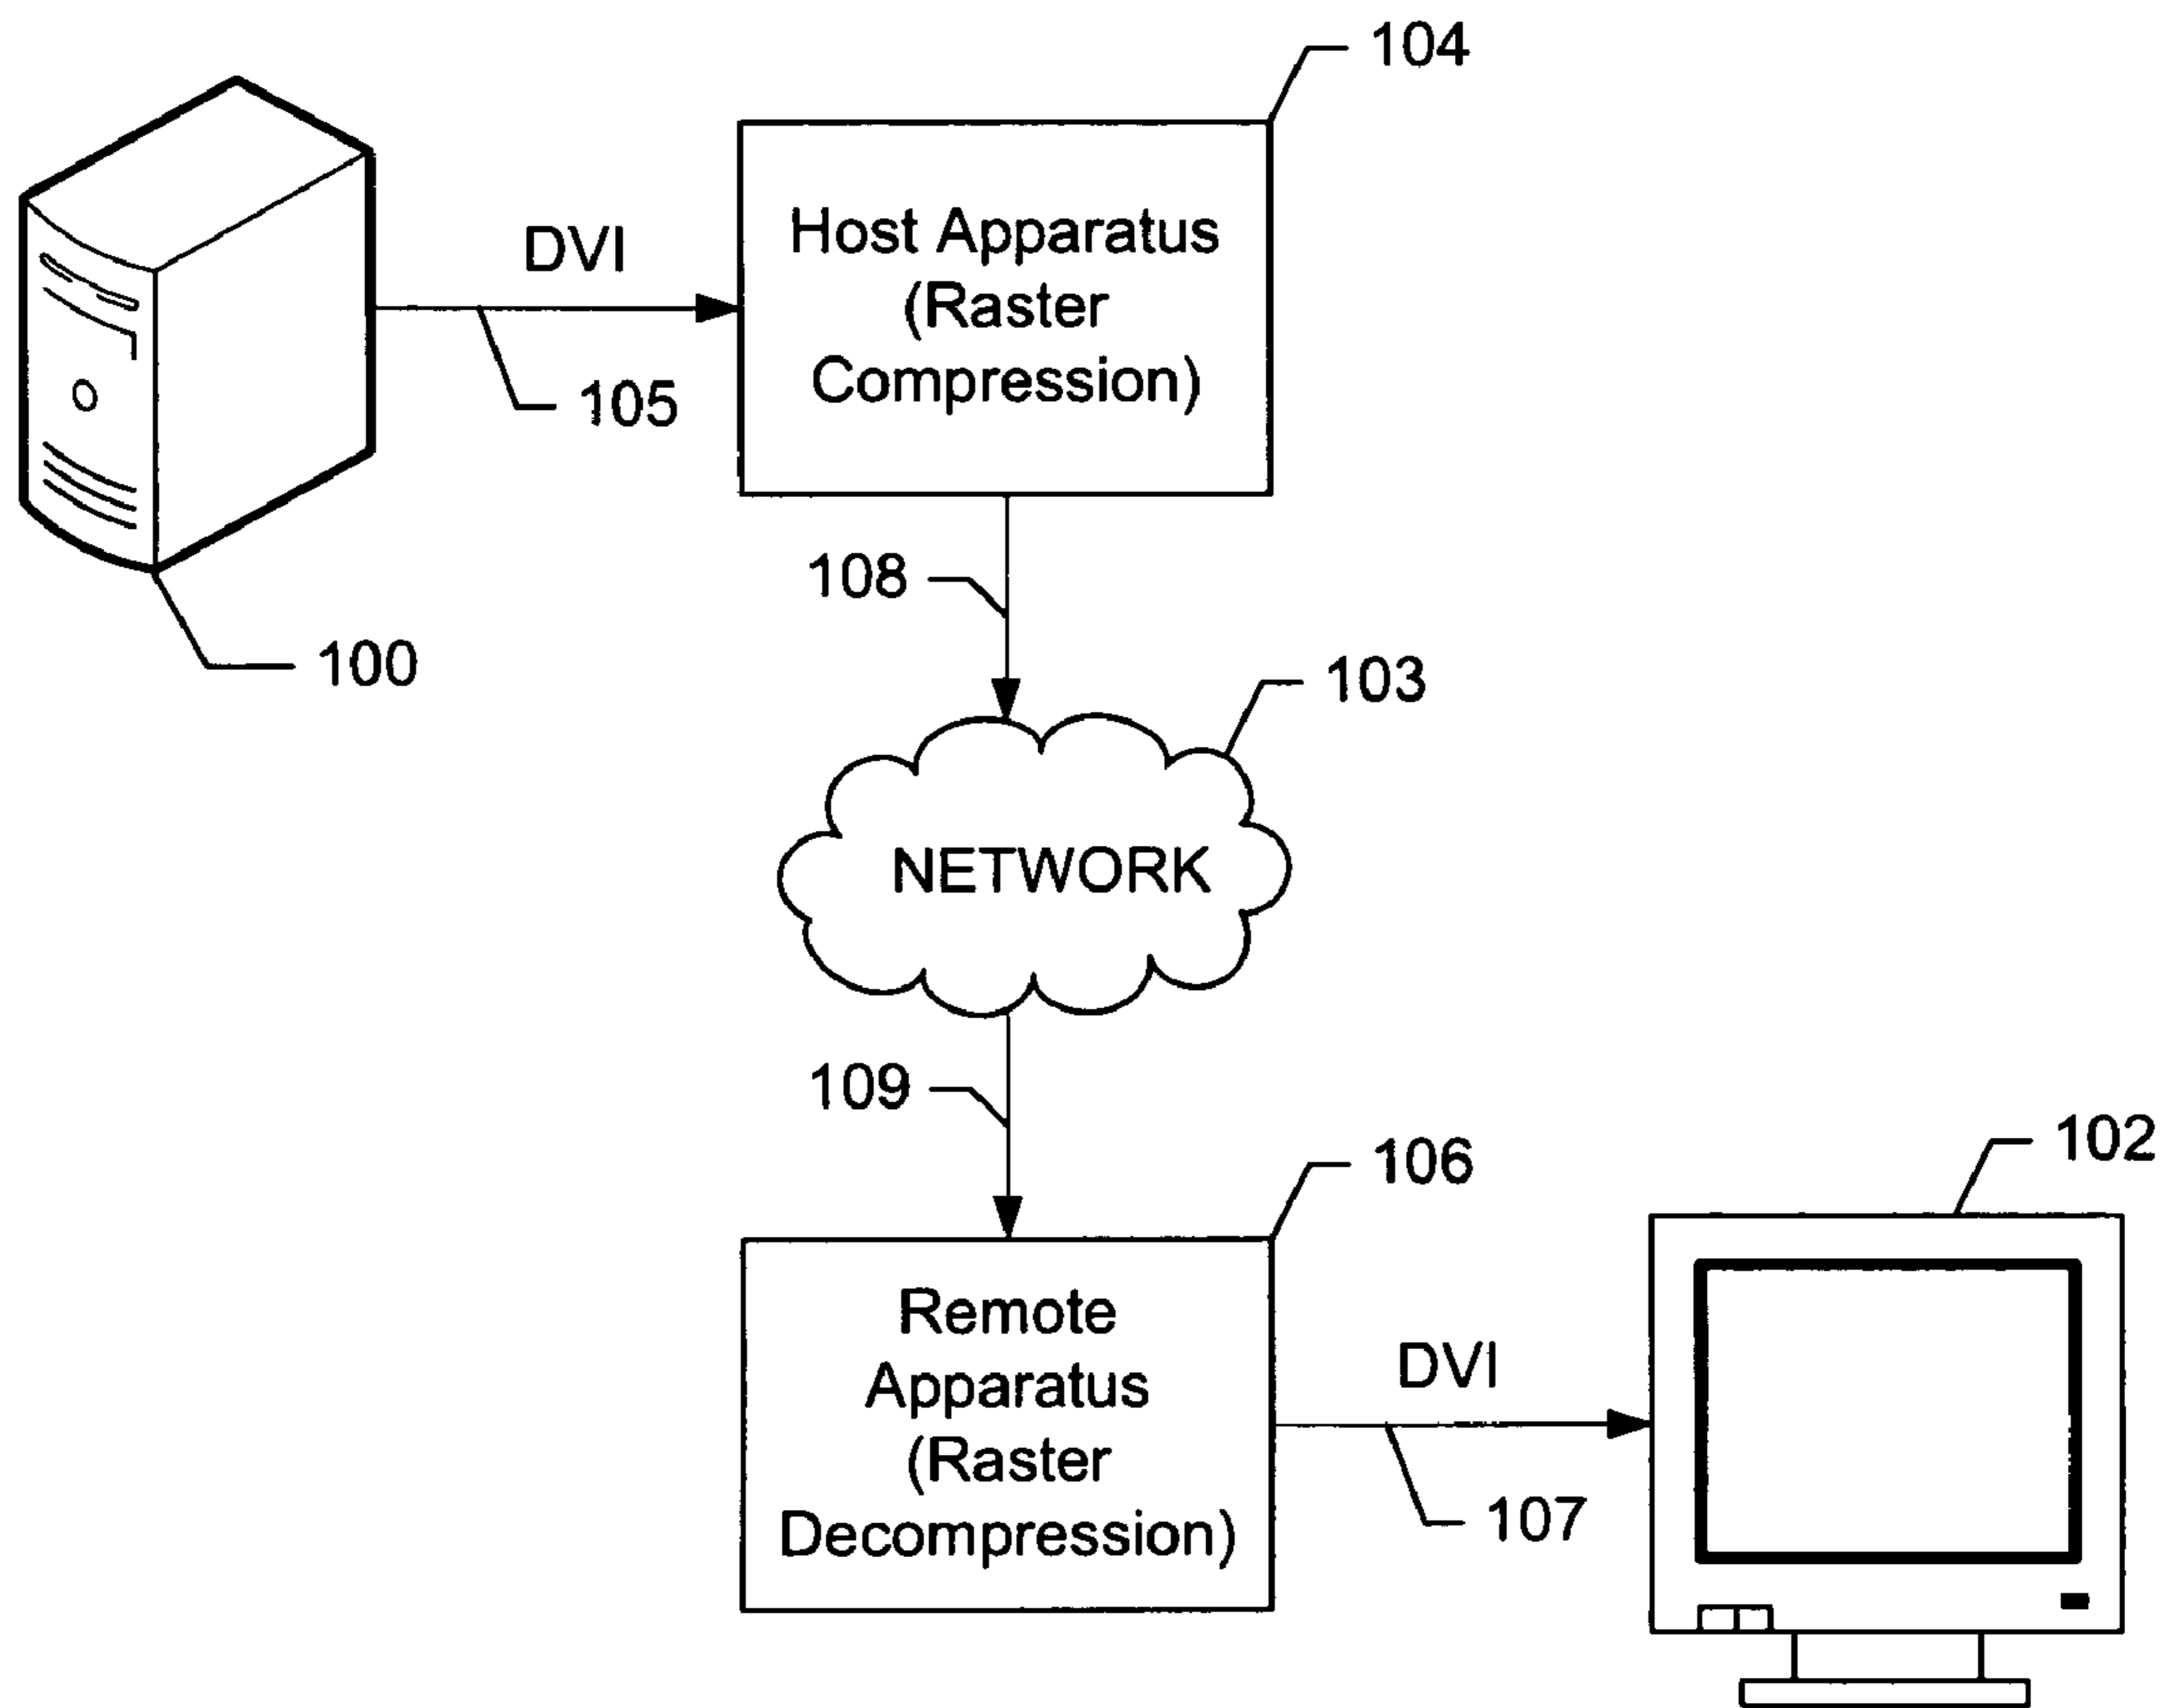 104
Host Apparatus
(Raster
Compression)
DVI
105
108
100
103
NETWORK
109
106
102
Remote
Apparatus
(Raster
Decompression)
DVI
107